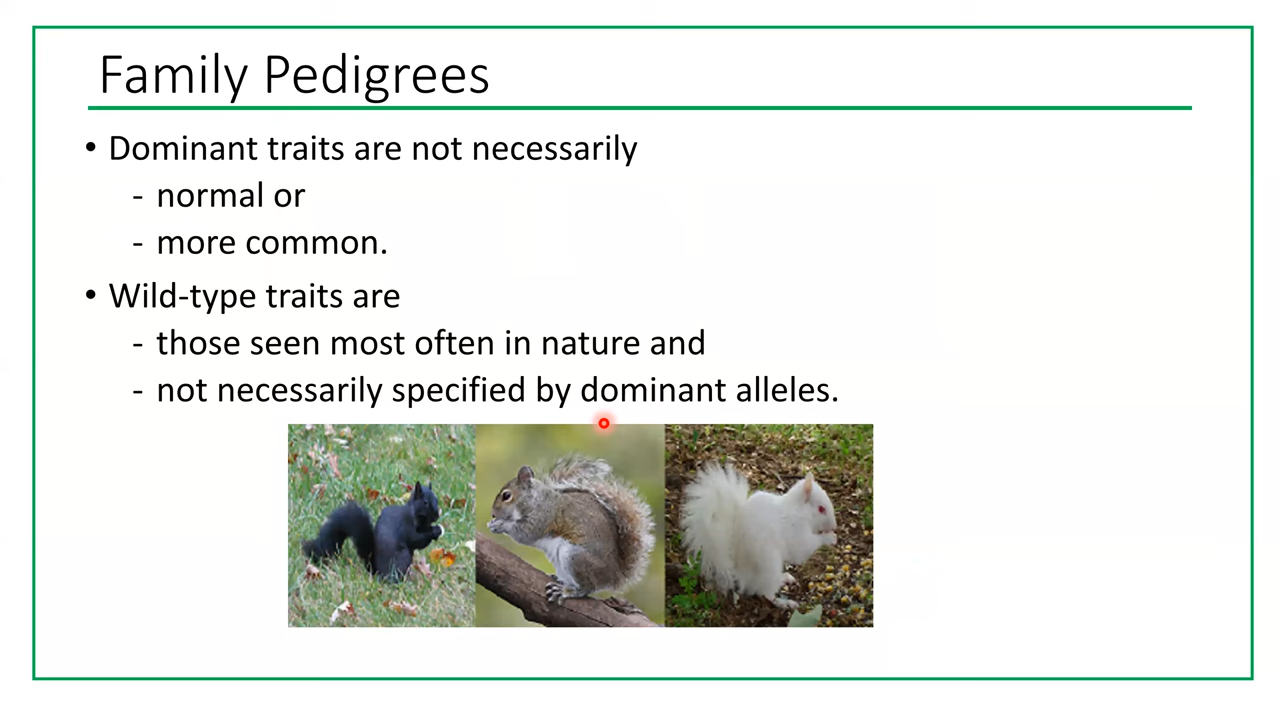 Family Pedigrees
• Dominant traits are not necessarily
- normal or
- more common.
• Wild-type traits are
- those seen most often in nature and
- not necessarily specified by dominant alleles.